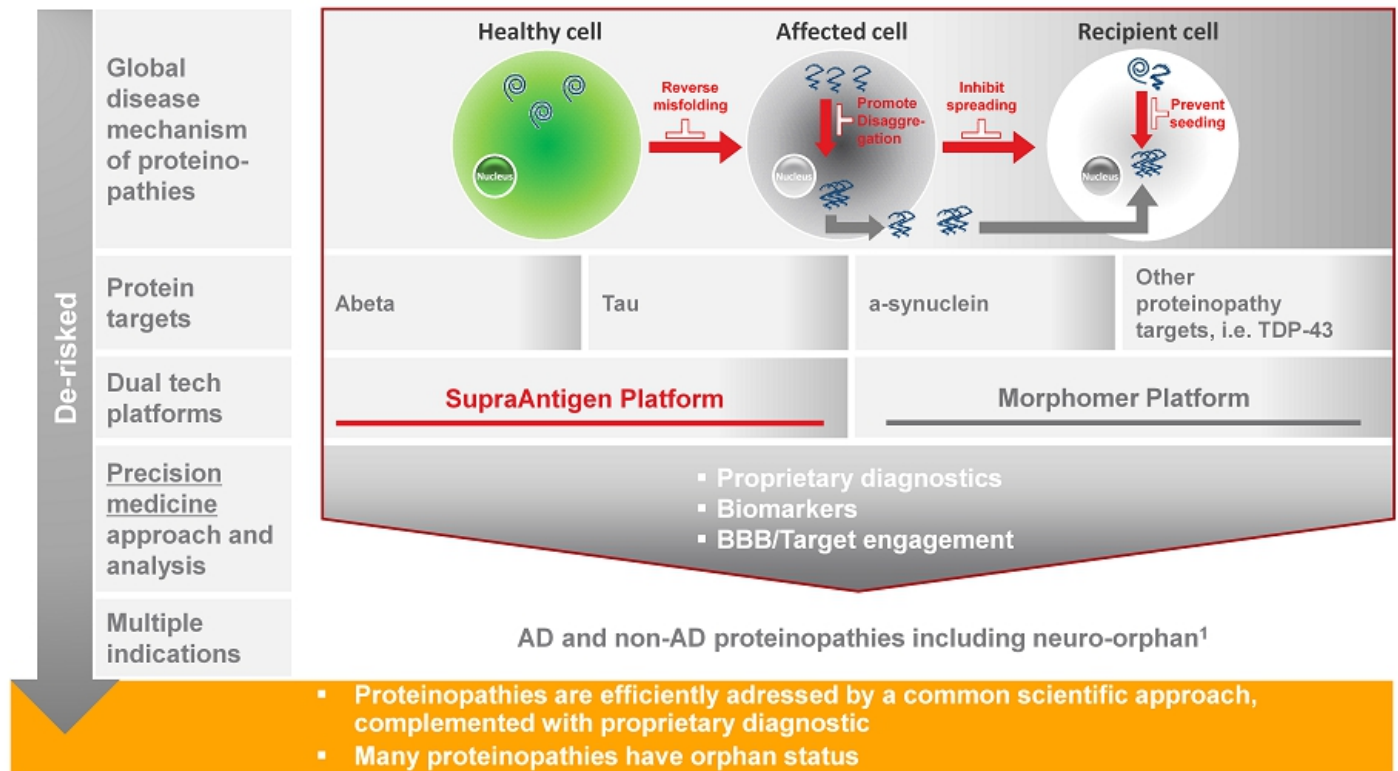 De-risked
Global
disease
mechanism
of proteino-
pathies
Healthy cell
Affected cell
Recipient cell
Reverse
misfolding
Promote
Disaggre-
gation
Inhibit
spreading
Prevent
seeding
Nucleus
Nucleus
Nucleus
Protein
targets
Abeta
Tau
a-synuclein
Other
proteinopathy
targets, i.e. TDP-43
Dual tech
platforms
SupraAntigen Platform
Morphomer Platform
Precision
medicine
approach and
analysis
▪ Proprietary diagnostics
▪ Biomarkers
▪ BBB/Target engagement
Multiple
indications
AD and non-AD proteinopathies including neuro-orphan¹
▪ Proteinopathies are efficiently adressed by a common scientific approach,
complemented with proprietary diagnostic
▪ Many proteinopathies have orphan status